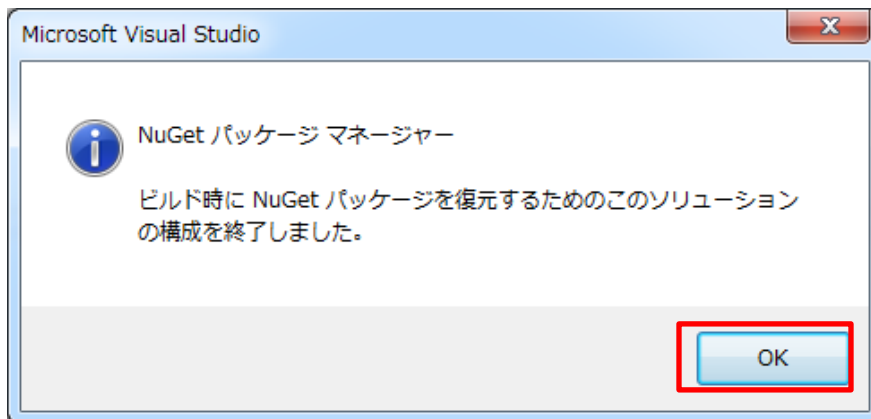 Microsoft Visual Studio
NuGet パッケージ マネージャー
ビルド時に NuGet パッケージを復元するためのこのソリューション
の構成を終了しました。
OK